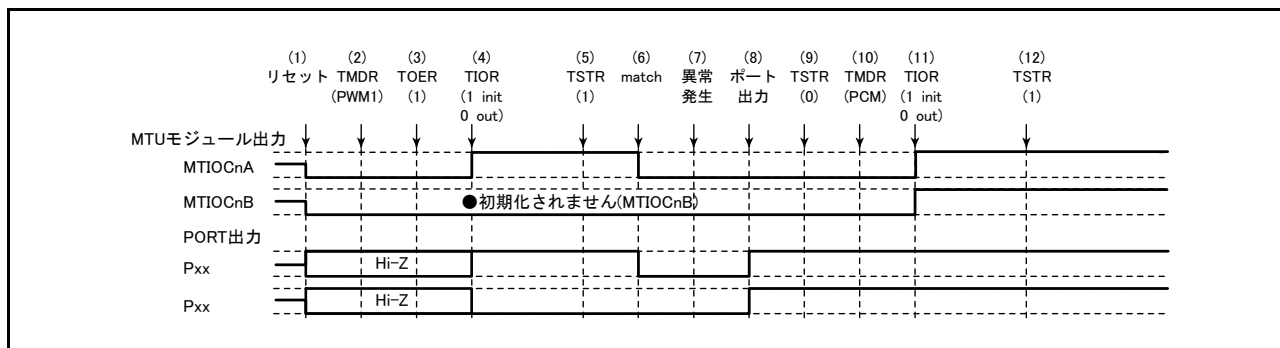 (1) (2) (3) (4) (5) (6) (7) (8) (9) (10) (11) (12)
リセット TMDR TOER TIOR TSTR match 異常 ポート TSTR TMDR TIOR TSTR
(PWM1) (1) (1 init (1) 発生 出力 (0) (PCM) (1 init (1)
0 out) 0 out)
MTUモジュール出力
MTIOCnA
MTIOCnB ●初期化されません(MTIOCnB)
PORT出力
Pxx Hi-Z
Pxx Hi-Z